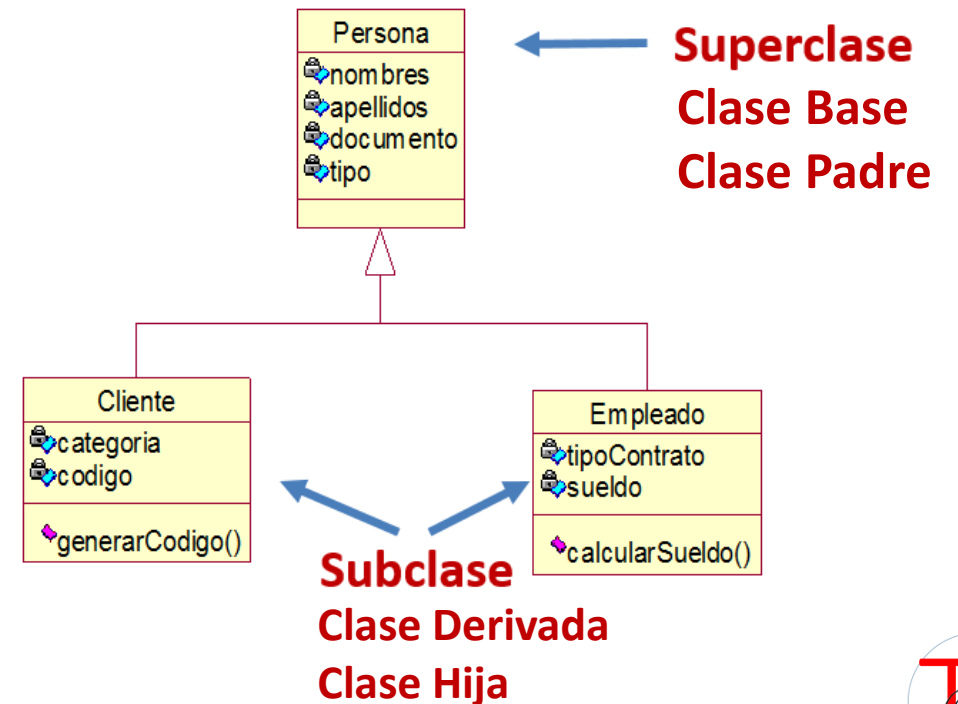 Persona
nombres
apellidos
documento
tipo
Superclase
Clase Base
Clase Padre
Cliente
categoria
codigo
generarCodigo()
Empleado
tipoContrato
sueldo
calcularSueldo()
Subclase
Clase Derivada
Clase Hija